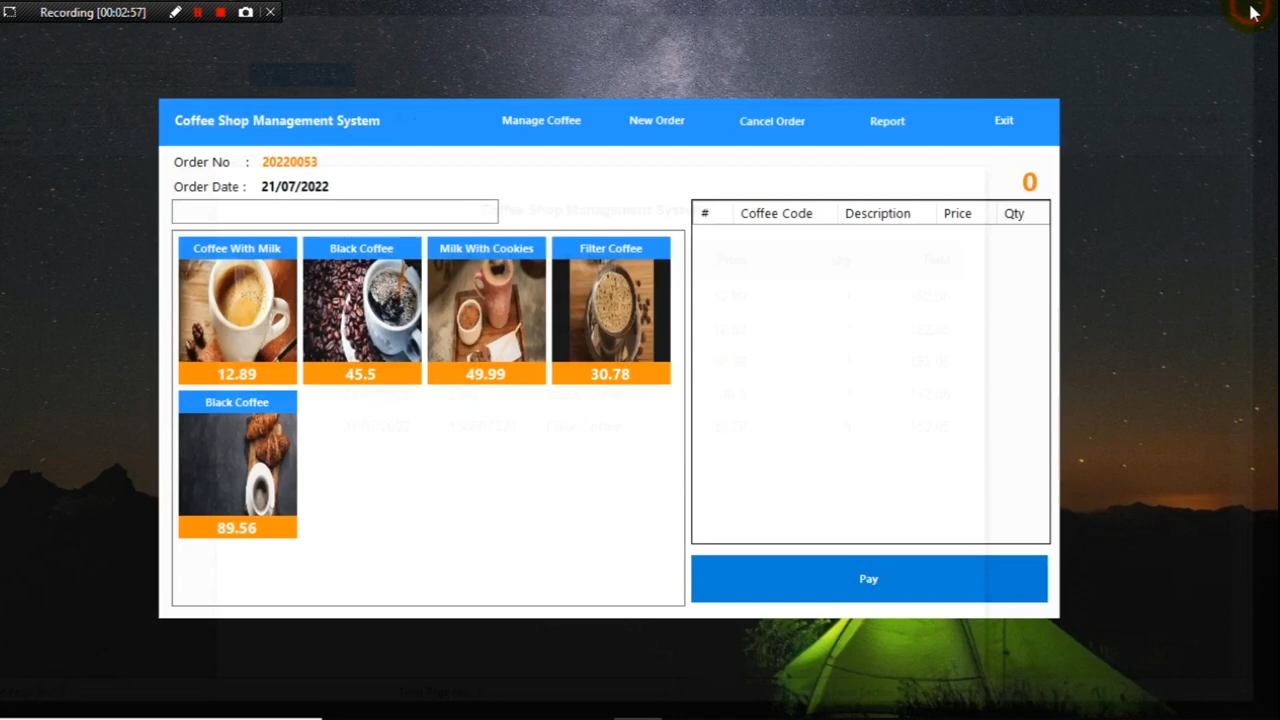 Recording [00:02:57]
Coffee Shop Management System Manage Coffee New Order Cancel Order Report Exit
Order No : 20220053
Order Date : 21/07/2022
0
# Coffee Code Description Price Qty
Coffee With Milk Black Coffee Milk With Cookies Filter Coffee
12.89 45.5 49.99 30.78
Black Coffee
89.56
Pay